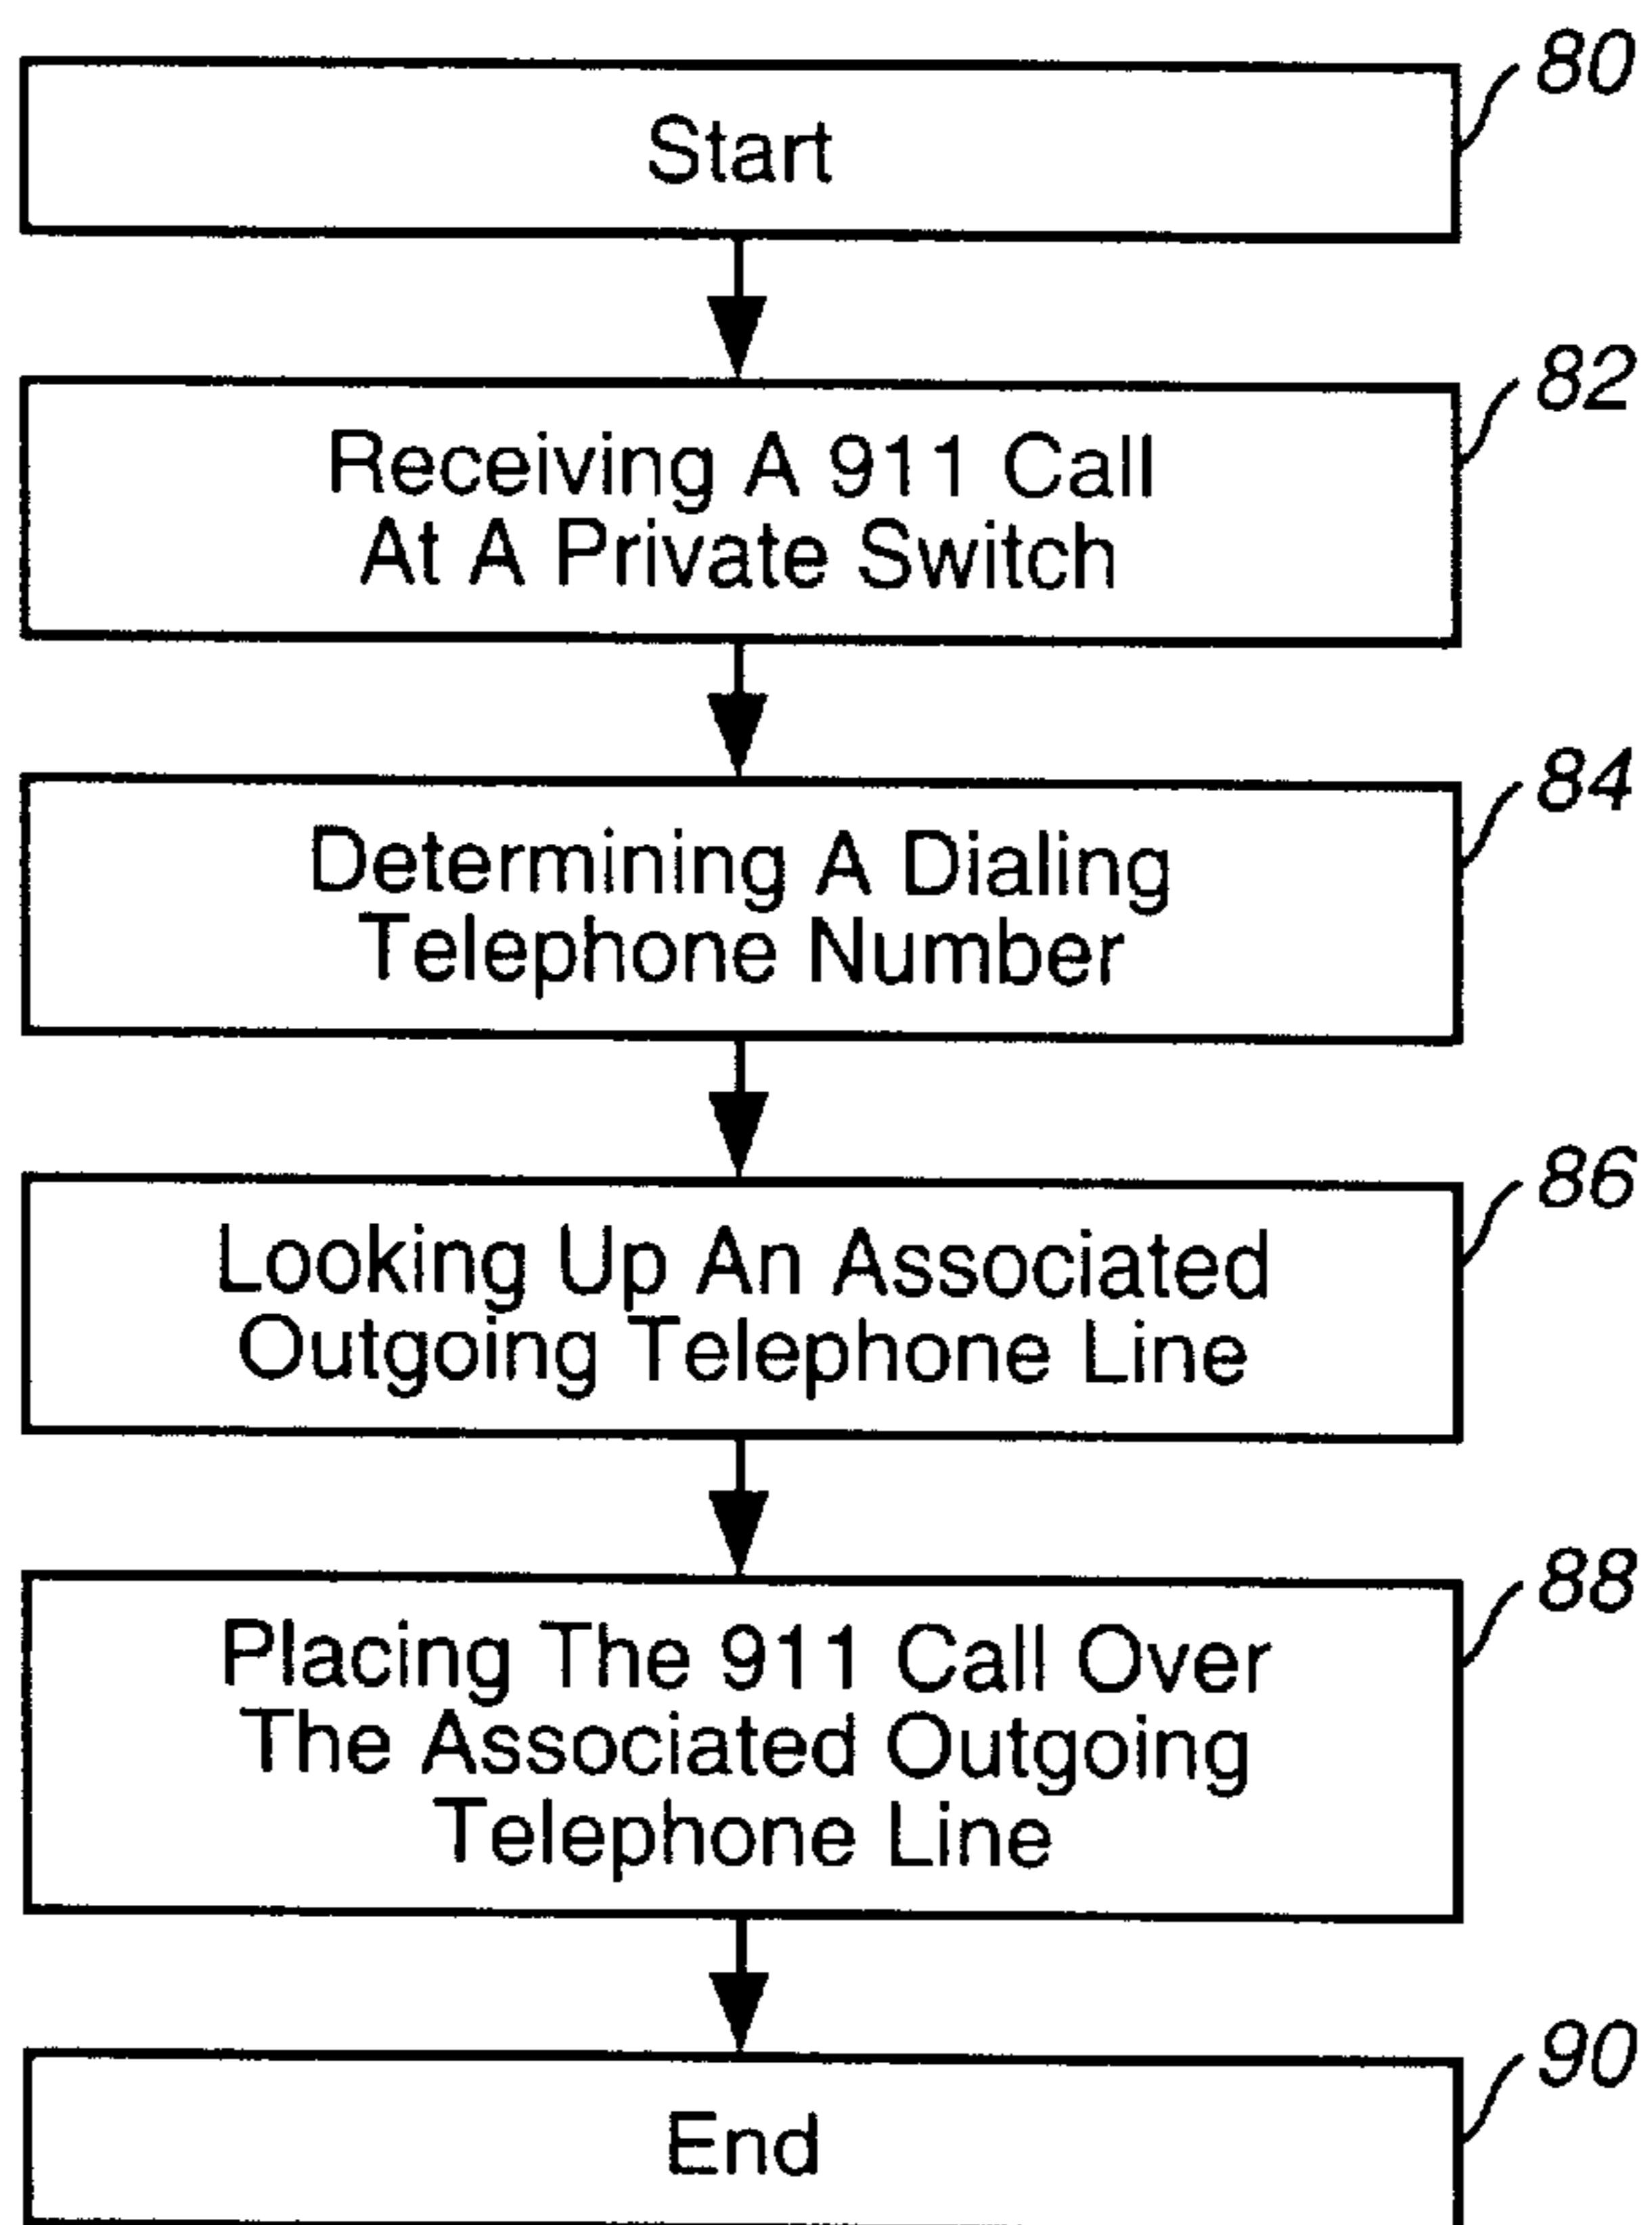 80
Start
82
Receiving A 911 Call
At A Private Switch
84
Determining A Dialing
Telephone Number
86
Looking Up An Associated
Outgoing Telephone Line
88
Placing The 911 Call Over
The Associated Outgoing
Telephone Line
90
End